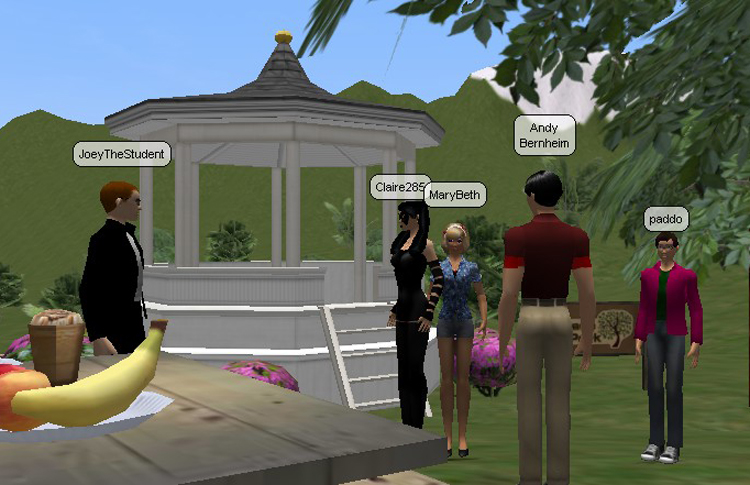 JoeyTheStudent
Claire285
MaryBeth
Andy
Bernheim
paddo